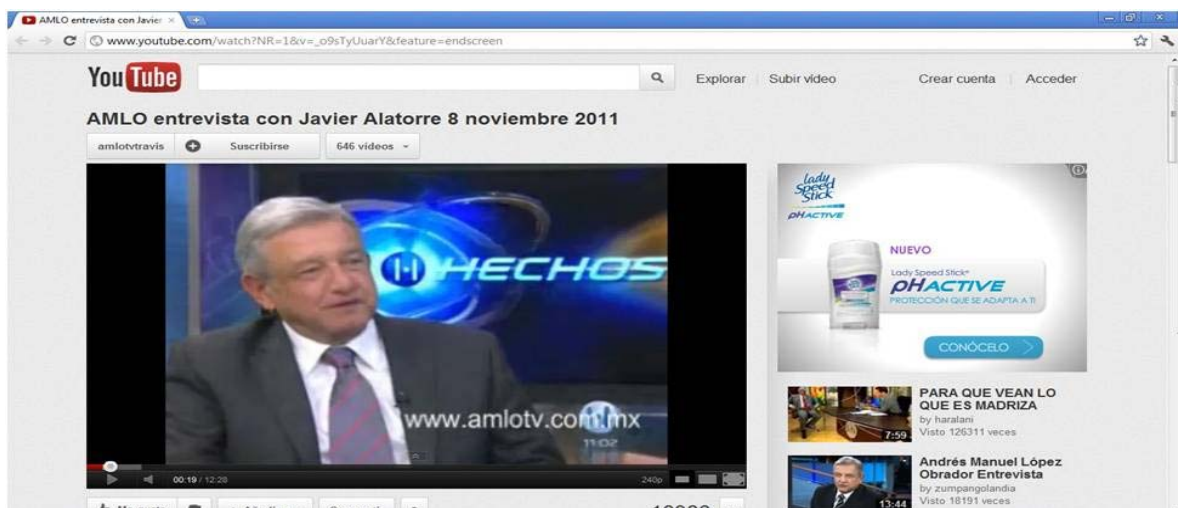 AMLO entrevista con Javier
www.youtube.com/watch?NR=1&v=_o9sTyUuarY&feature=endscreen
YouTube
Explorar
Subir vídeo
Crear cuenta
Acceder
AMLO entrevista con Javier Alatorre 8 noviembre 2011
amlotvtravis
Suscribirse
646 vídeos
HECHOS
www.amlotv.com.mx
11:02
00:19 / 12:28
240p
lady
Speed
Stick
pHACTIVE
NUEVO
Lady Speed Stick
pHACTIVE
PROTECCIÓN QUE SE ADAPTA A TI
CONÓCELO
PARA QUE VEAN LO
QUE ES MADRIZA
by haralani
Visto 126311 veces
7:59
Andrés Manuel López
Obrador Entrevista
by zumpangolandia
Visto 18191 veces
13:44